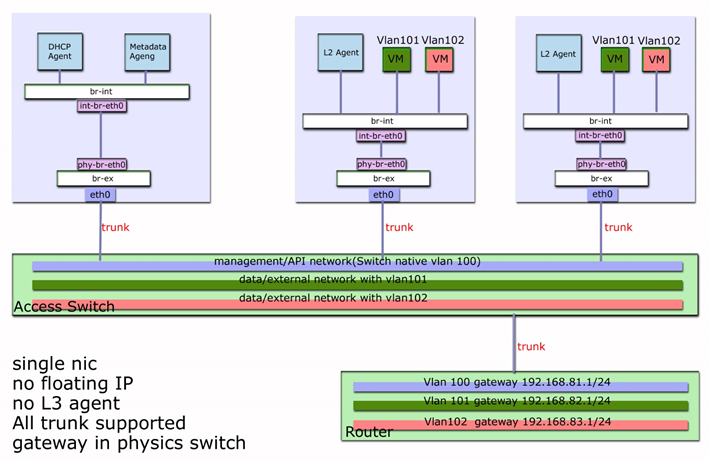 DHCP
Agent
Metadata
Ageng
br-int
int-br-eth0
phy-br-eth0
br-ex
eth0
trunk
L2 Agent
Vlan101
VM
Vlan102
VM
br-int
int-br-eth0
phy-br-eth0
br-ex
eth0
trunk
L2 Agent
Vlan101
VM
Vlan102
VM
br-int
int-br-eth0
phy-br-eth0
br-ex
eth0
trunk
management/API network(Switch native vlan 100)
data/external network with vlan101
data/external network with vlan102
Access Switch
trunk
Vlan 100 gateway 192.168.81.1/24
Vlan 101 gateway 192.168.82.1/24
Vlan102 gateway 192.168.83.1/24
Router
single nic
no floating IP
no L3 agent
All trunk supported
gateway in physics switch